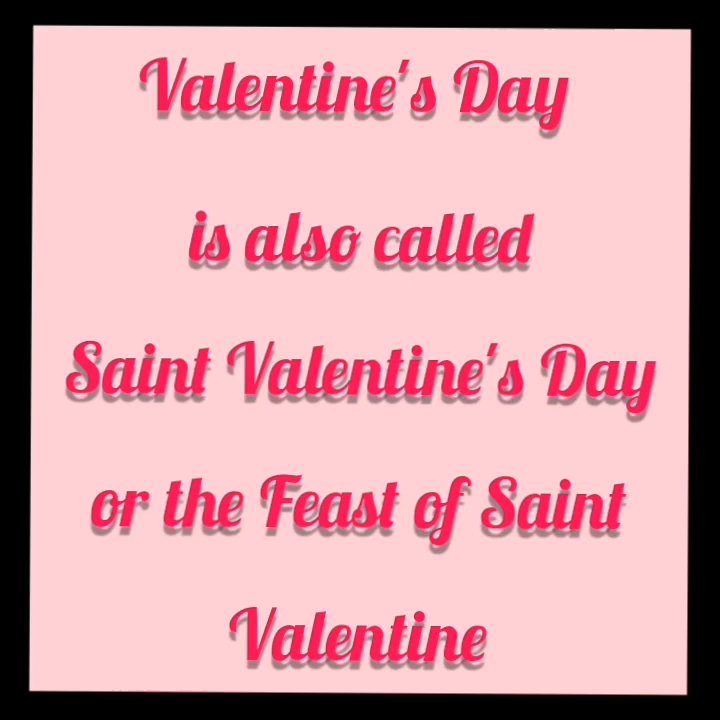 Valentine's Day
is also called
Saint Valentine's Day
or the Feast of Saint
Valentine